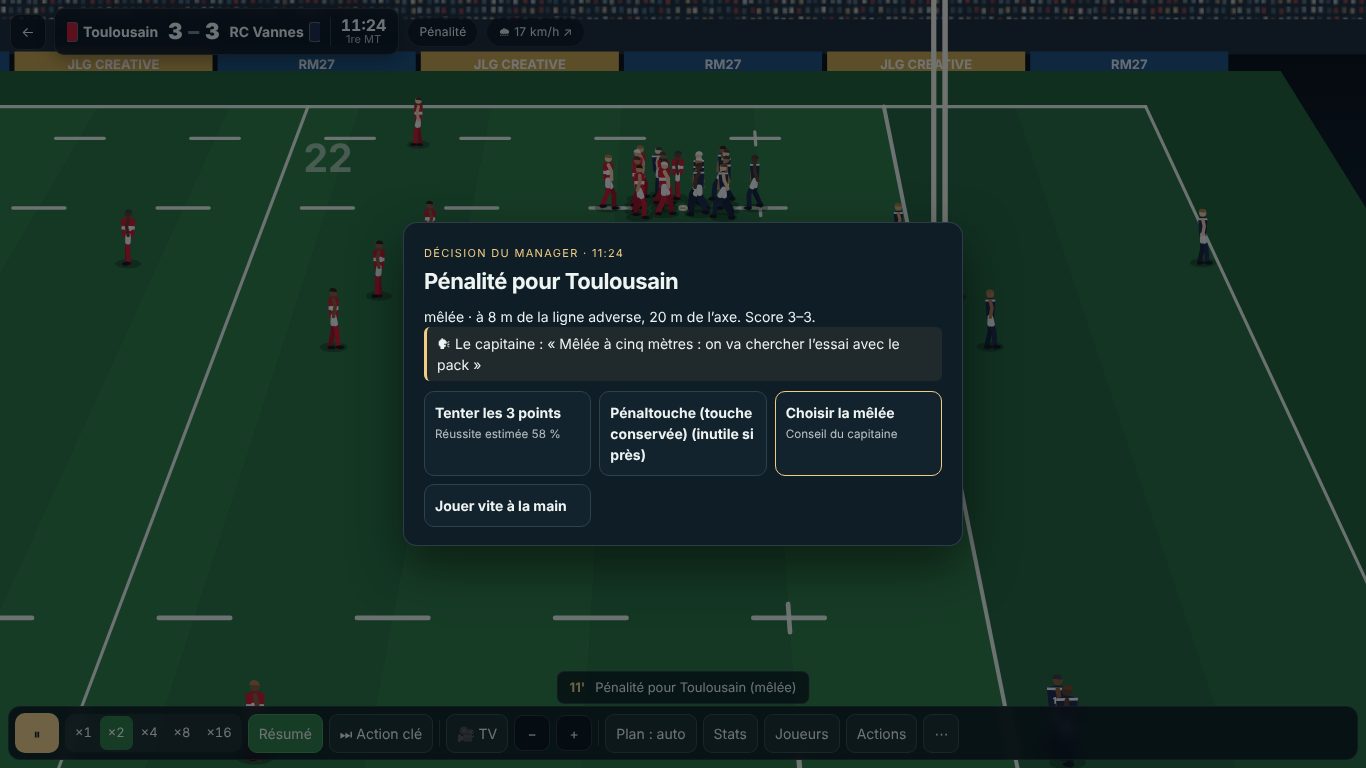 ←
Toulousain 3 – 3 RC Vannes
11:24
1re MT
Pénalité
17 km/h ↗
JLG CREATIVE RM27 JLG CREATIVE RM27 JLG CREATIVE RM27
22
DÉCISION DU MANAGER · 11:24
Pénalité pour Toulousain
mêlée · à 8 m de la ligne adverse, 20 m de l’axe. Score 3–3.
Le capitaine : « Mêlée à cinq mètres : on va chercher l’essai avec le
pack »
Tenter les 3 points
Réussite estimée 58 %
Pénaltouche (touche
conservée) (inutile si
près)
Choisir la mêlée
Conseil du capitaine
Jouer vite à la main
11' Pénalité pour Toulousain (mêlée)
×1 ×2 ×4 ×8 ×16 Résumé Action clé TV − + Plan : auto Stats Joueurs Actions ···